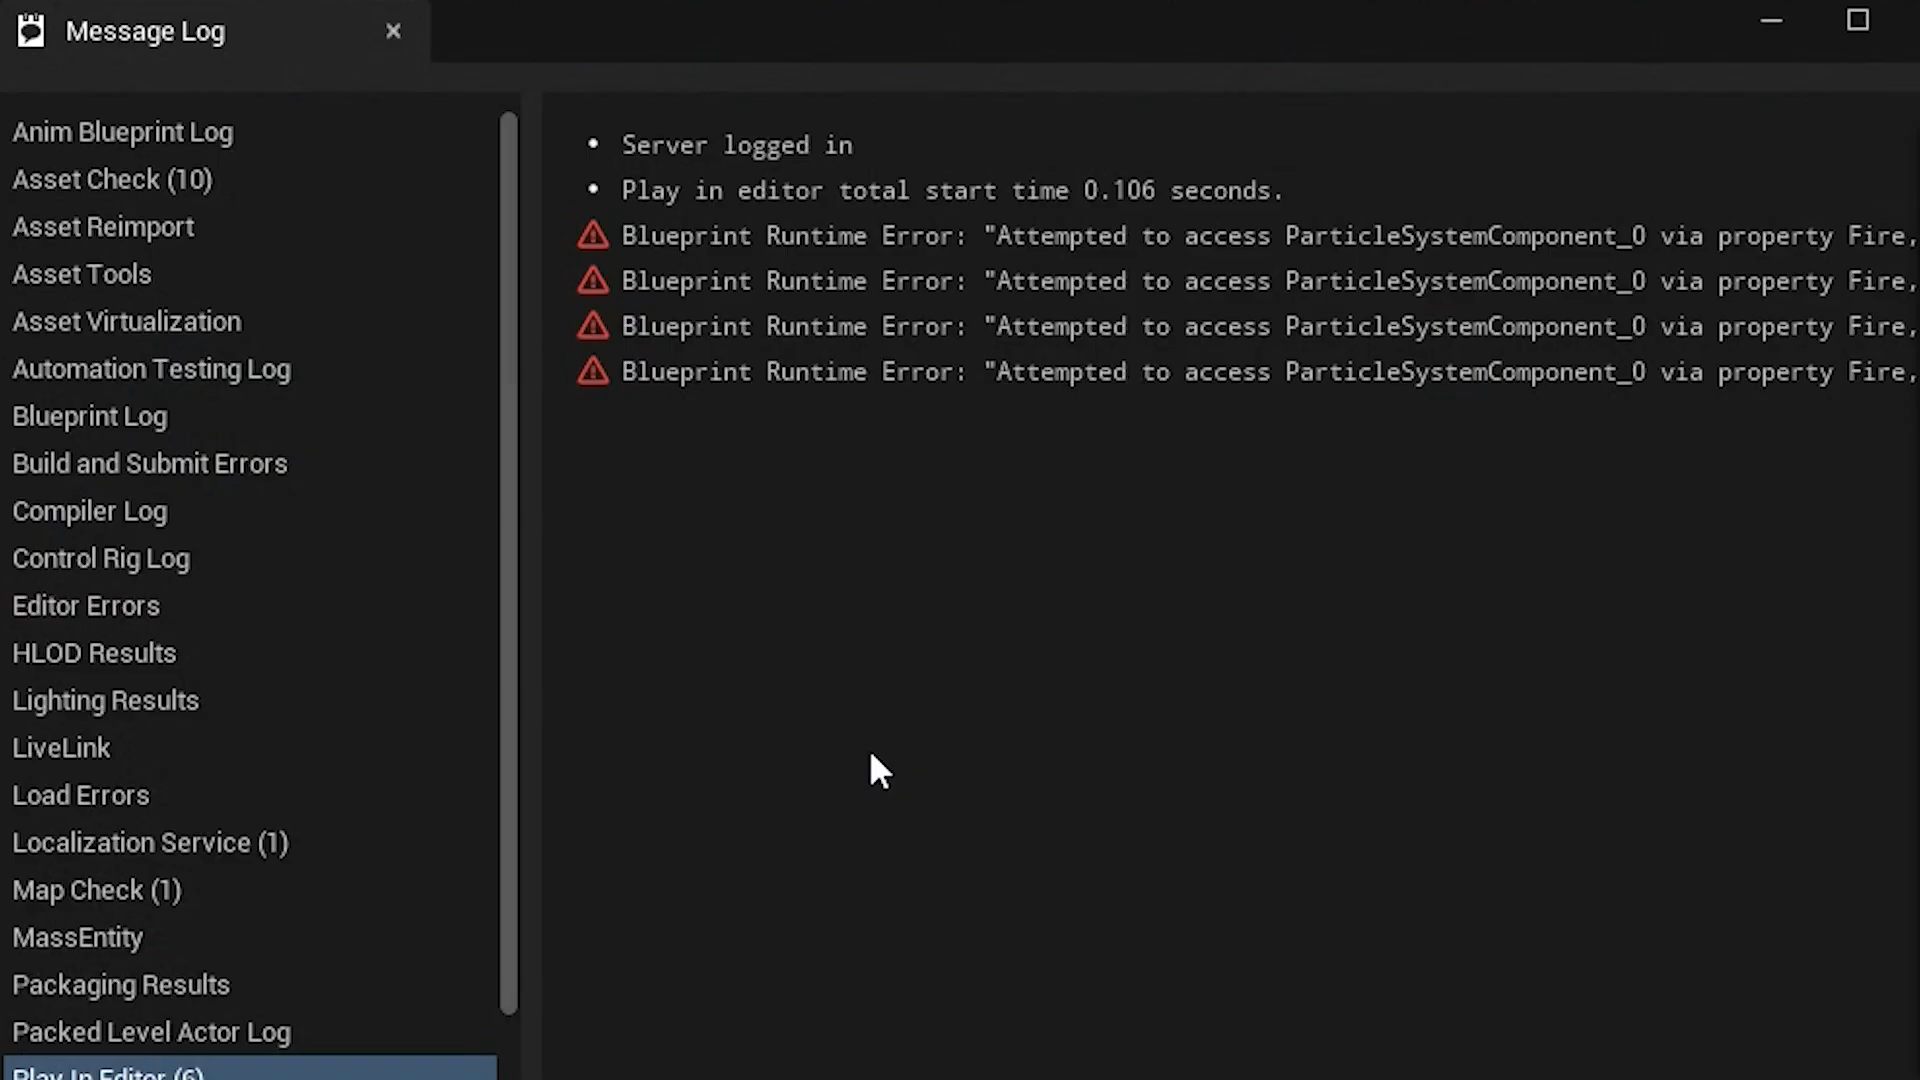 Message Log
Anim Blueprint Log
Asset Check (10)
Asset Reimport
Asset Tools
Asset Virtualization
Automation Testing Log
Blueprint Log
Build and Submit Errors
Compiler Log
Control Rig Log
Editor Errors
HLOD Results
Lighting Results
LiveLink
Load Errors
Localization Service (1)
Map Check (1)
MassEntity
Packaging Results
Packed Level Actor Log
Play In Editor (6)
• Server logged in
• Play in editor total start time 0.106 seconds.
Blueprint Runtime Error: "Attempted to access ParticleSystemComponent_0 via property Fire,
Blueprint Runtime Error: "Attempted to access ParticleSystemComponent_0 via property Fire,
Blueprint Runtime Error: "Attempted to access ParticleSystemComponent_0 via property Fire,
Blueprint Runtime Error: "Attempted to access ParticleSystemComponent_0 via property Fire,